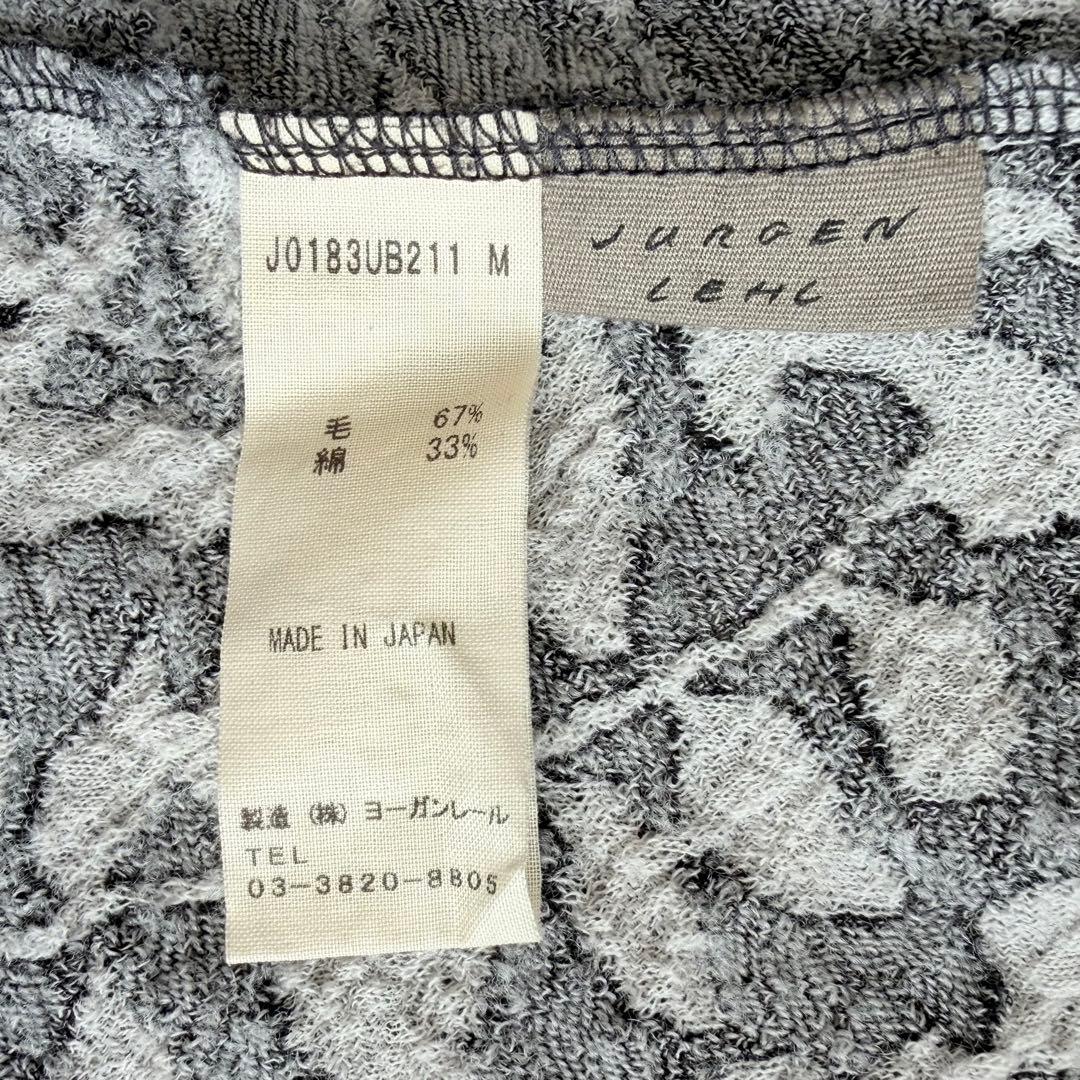 J0183UB211 M
JURGEN
LEHL
毛 67%
綿 33%
MADE IN JAPAN
製造 (株) ヨーガンレール
TEL
03-3820-8805